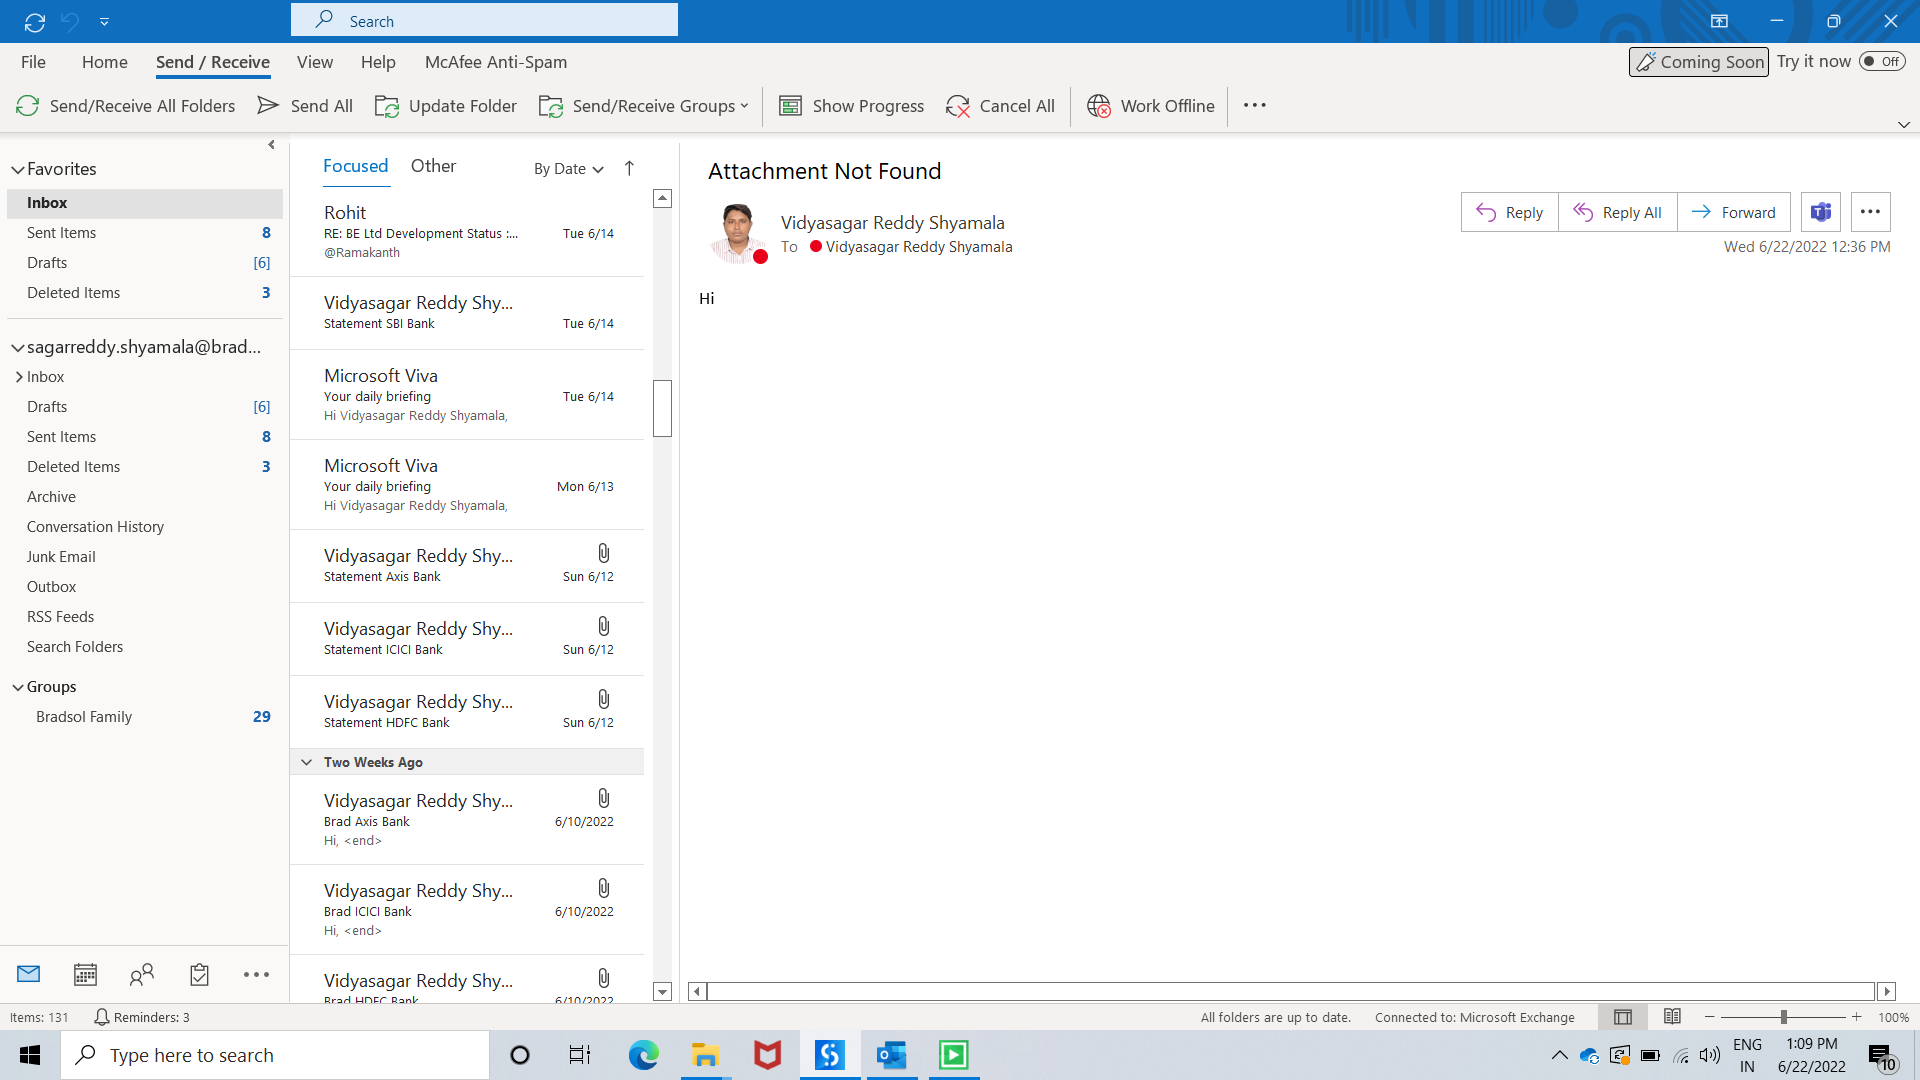 Search
File Home Send / Receive View Help McAfee Anti-Spam
Coming Soon Try it now Off
Send/Receive All Folders Send All Update Folder Send/Receive Groups Show Progress Cancel All Work Offline ...
Favorites
Inbox
Sent Items 8
Drafts [6]
Deleted Items 3
sagarreddy.shyamala@brad...
Inbox
Drafts [6]
Sent Items 8
Deleted Items 3
Archive
Conversation History
Junk Email
Outbox
RSS Feeds
Search Folders
Groups
Bradsol Family 29
Focused Other By Date
Rohit
RE: BE Ltd Development Status :... Tue 6/14
@Ramakanth
Vidyasagar Reddy Shy...
Statement SBI Bank Tue 6/14
Microsoft Viva
Your daily briefing Tue 6/14
Hi Vidyasagar Reddy Shyamala,
Microsoft Viva
Your daily briefing Mon 6/13
Hi Vidyasagar Reddy Shyamala,
Vidyasagar Reddy Shy...
Statement Axis Bank Sun 6/12
Vidyasagar Reddy Shy...
Statement ICICI Bank Sun 6/12
Vidyasagar Reddy Shy...
Statement HDFC Bank Sun 6/12
Two Weeks Ago
Vidyasagar Reddy Shy...
Brad Axis Bank 6/10/2022
Hi, <end>
Vidyasagar Reddy Shy...
Brad ICICI Bank 6/10/2022
Hi, <end>
Vidyasagar Reddy Shy...
Brad HDFC Bank 6/10/2022
Attachment Not Found
Vidyasagar Reddy Shyamala
To Vidyasagar Reddy Shyamala
Reply Reply All Forward
Wed 6/22/2022 12:36 PM
Hi
Items: 131 Reminders: 3
All folders are up to date. Connected to: Microsoft Exchange 100%
Type here to search
ENG
IN
1:09 PM
6/22/2022
10